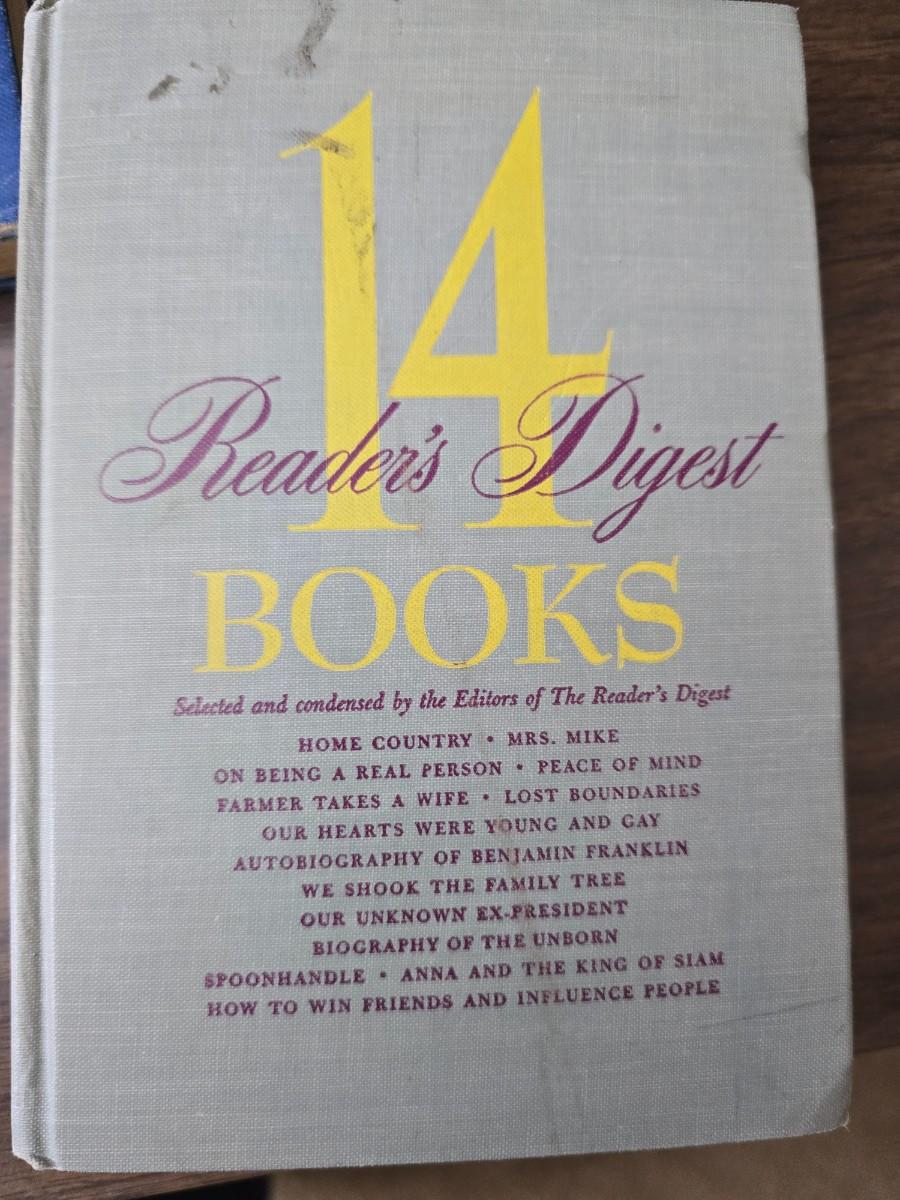 14
Reader's Digest
BOOKS
Selected and condensed by the Editors of The Reader's Digest
HOME COUNTRY • MRS. MIKE
ON BEING A REAL PERSON • PEACE OF MIND
FARMER TAKES A WIFE • LOST BOUNDARIES
OUR HEARTS WERE YOUNG AND GAY
AUTOBIOGRAPHY OF BENJAMIN FRANKLIN
WE SHOOK THE FAMILY TREE
OUR UNKNOWN EX-PRESIDENT
BIOGRAPHY OF THE UNBORN
SPOONHANDLE • ANNA AND THE KING OF SIAM
HOW TO WIN FRIENDS AND INFLUENCE PEOPLE